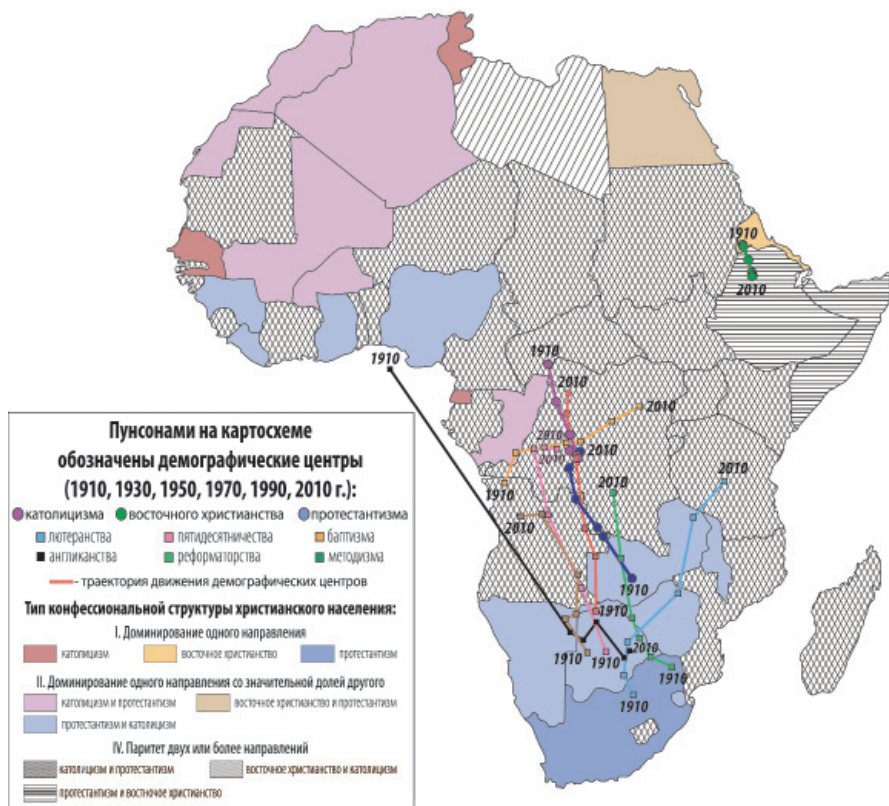 1910
2010
1910
1910
2010
2010
2010
2010
2010
2010
1910
2010
2010
1910
1910
2010
1910
1910
1910
1910
Пунсонами на картосхеме
обозначены демографические центры
(1910, 1930, 1950, 1970, 1990, 2010 г.):
католицизма восточного христианства протестантизма
лютеранства пятидесятничества баптизма
англиканства реформаторства методизма
- траектория движения демографических центров
Тип конфессиональной структуры христианского населения:
I. Доминирование одного направления
католицизм восточное христианство протестантизм
II. Доминирование одного направления со значительной долей другого
католицизм и протестантизм восточное христианство и протестантизм
протестантизм и католицизм
IV. Паритет двух или более направлений
католицизм и протестантизм восточное христианство и католицизм
протестантизм и восточное христианство